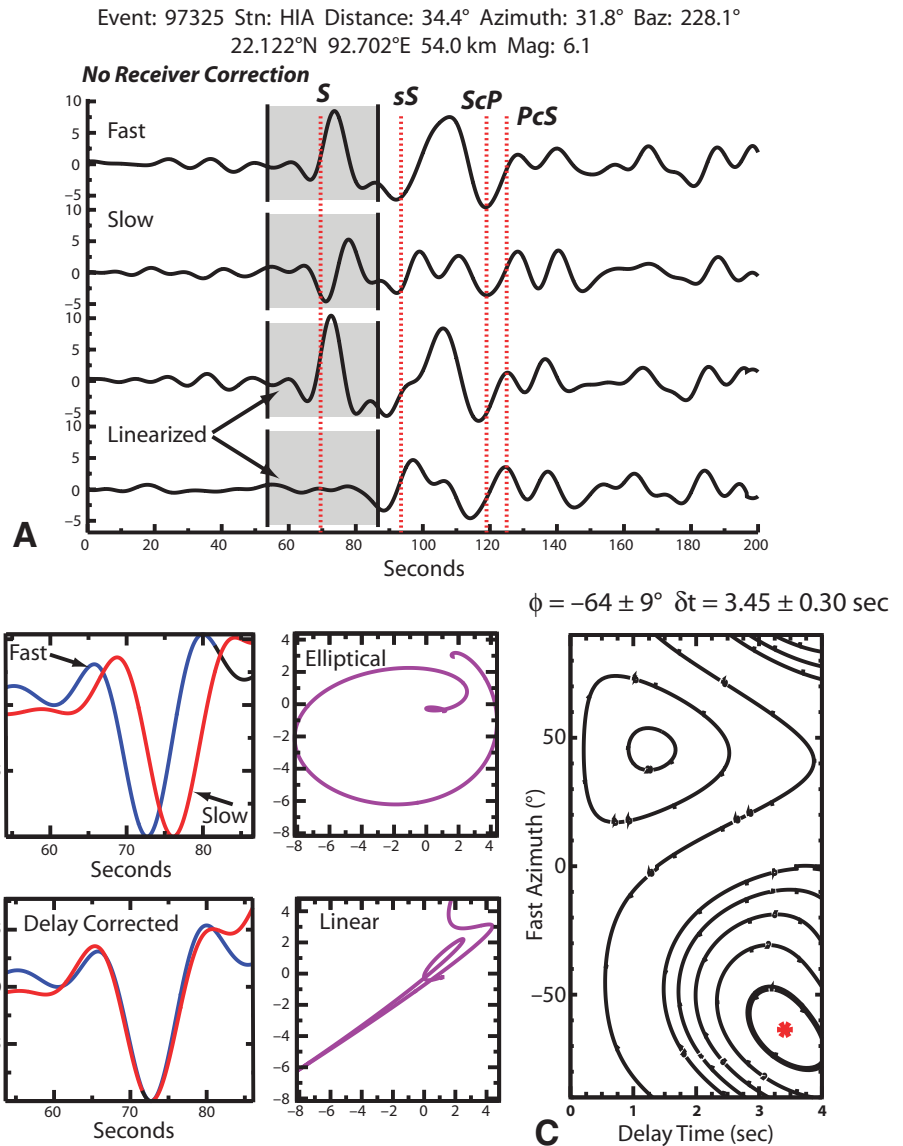 Event: 97325 Stn: HIA Distance: 34.4° Azimuth: 31.8° Baz: 228.1°
22.122°N 92.702°E 54.0 km Mag: 6.1
No Receiver Correction
S sS ScP PcS
10
5
0
−5
Fast
10
5
0
−5
Slow
10
5
0
−5
10
5
0
−5
Linearized
A
0 20 40 60 80 100 120 140 160 180 200
Seconds
ϕ = −64 ± 9° δt = 3.45 ± 0.30 sec
Fast
Slow
60 70 80
Seconds
Elliptical
4
2
0
−2
−4
−6
−8
−8 −6 −4 −2 0 2 4
Delay Corrected
60 70 80
Seconds
Linear
4
2
0
−2
−4
−6
−8
−8 −6 −4 −2 0 2 4
Fast Azimuth (°)
50
0
−50
0 1 2 3 4
Delay Time (sec)
C